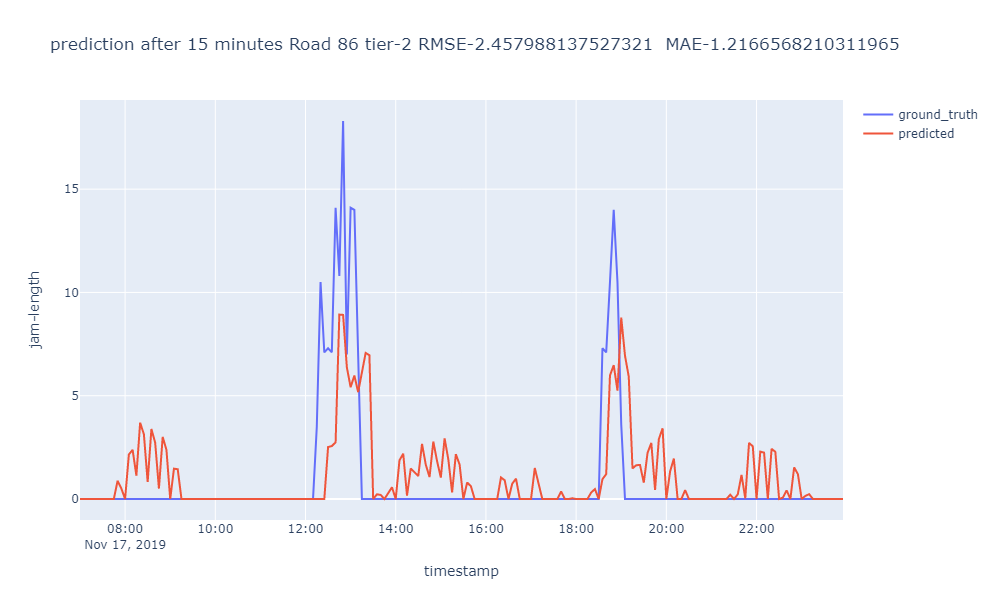 prediction after 15 minutes Road 86 tier-2 RMSE-2.457988137527321  MAE-1.2166568210311965
ground_truth
predicted
15
10
5
0
jam-length
08:00 10:00 12:00 14:00 16:00 18:00 20:00 22:00
Nov 17, 2019
timestamp